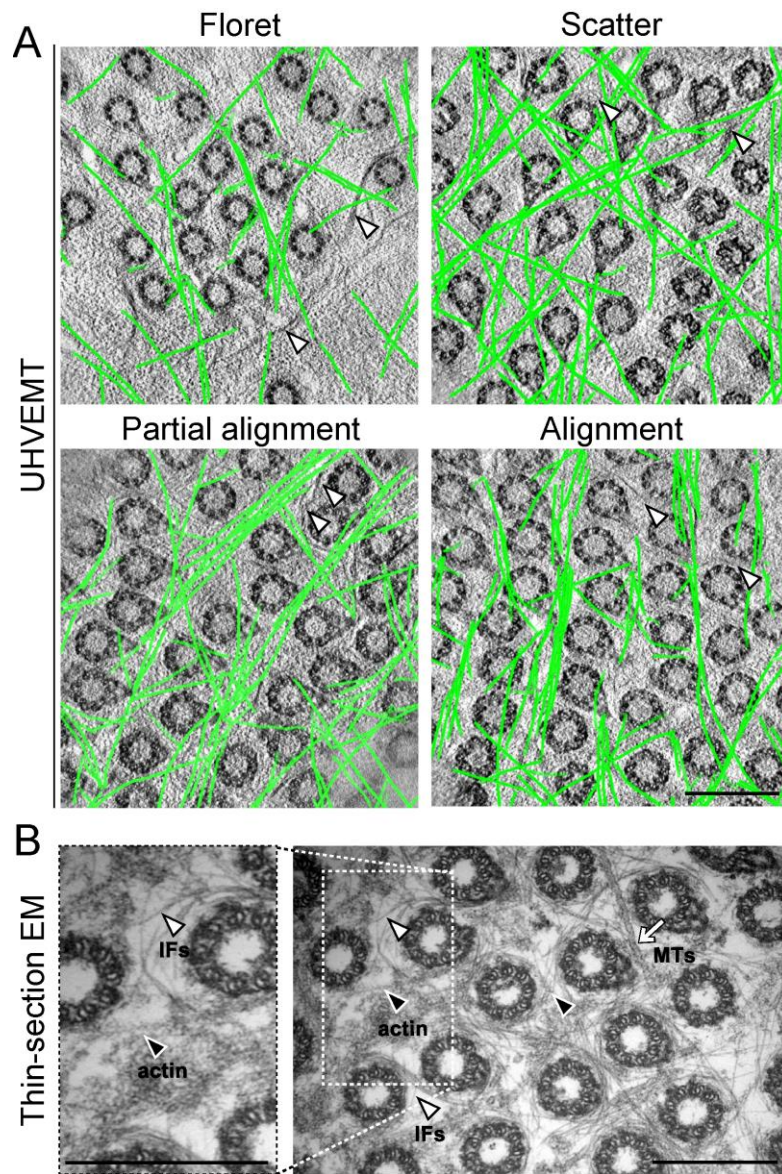 A
Floret
Scatter
UHVEMT
Partial alignment
Alignment
B
Thin-section EM
IFs
actin
MTs
actin
IFs